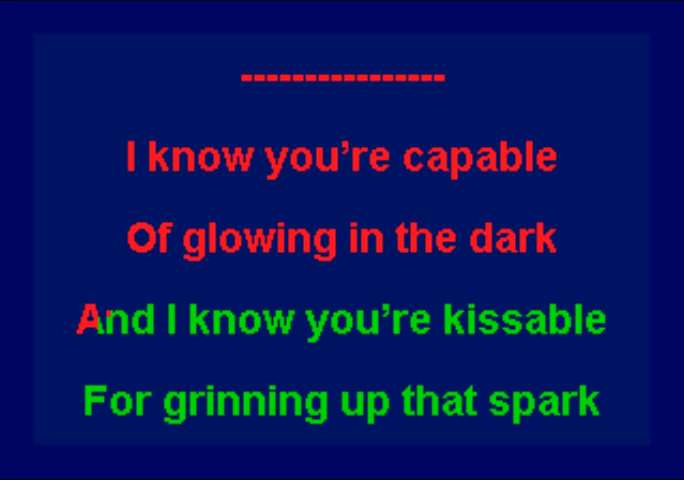 ----------------
I know you’re capable
Of glowing in the dark
And I know you’re kissable
For grinning up that spark